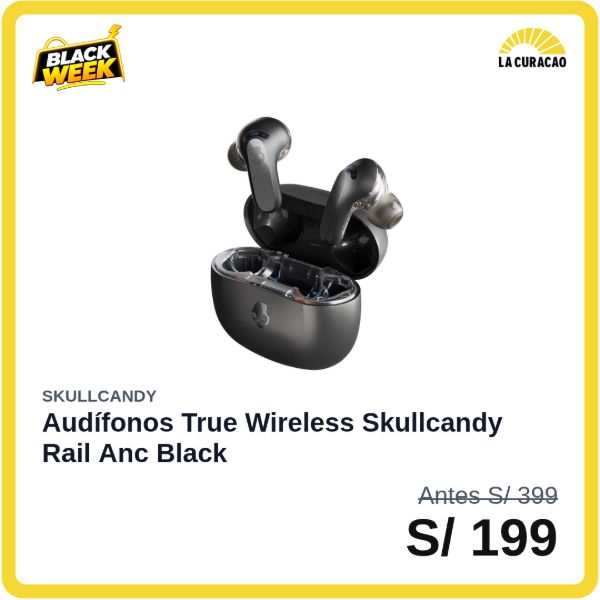 BLACK
WEEK
LA CURACAO
SKULLCANDY
Audífonos True Wireless Skullcandy
Rail Anc Black
Antes S/ 399
S/ 199